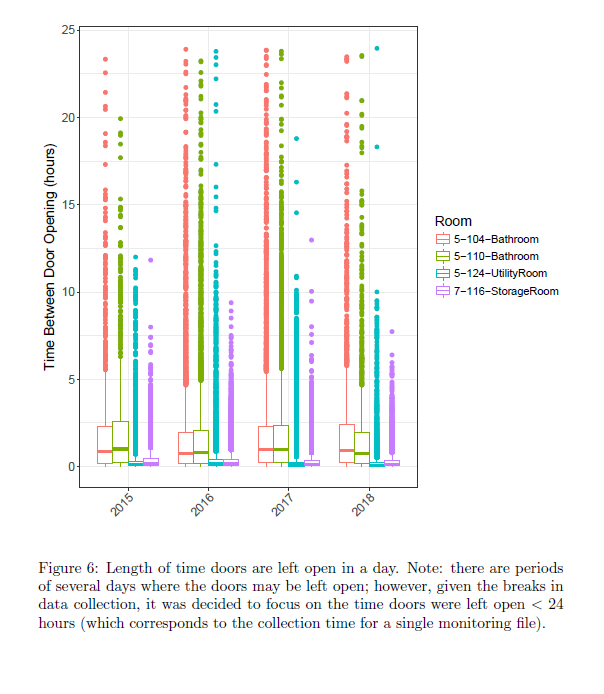 25
20
15
10
5
0
Time Between Door Opening (hours)
2015
2016
2017
2018
Room
5-104-Bathroom
5-110-Bathroom
5-124-UtilityRoom
7-116-StorageRoom
Figure 6: Length of time doors are left open in a day. Note: there are periods
of several days where the doors may be left open; however, given the breaks in
data collection, it was decided to focus on the time doors were left open < 24
hours (which corresponds to the collection time for a single monitoring file).